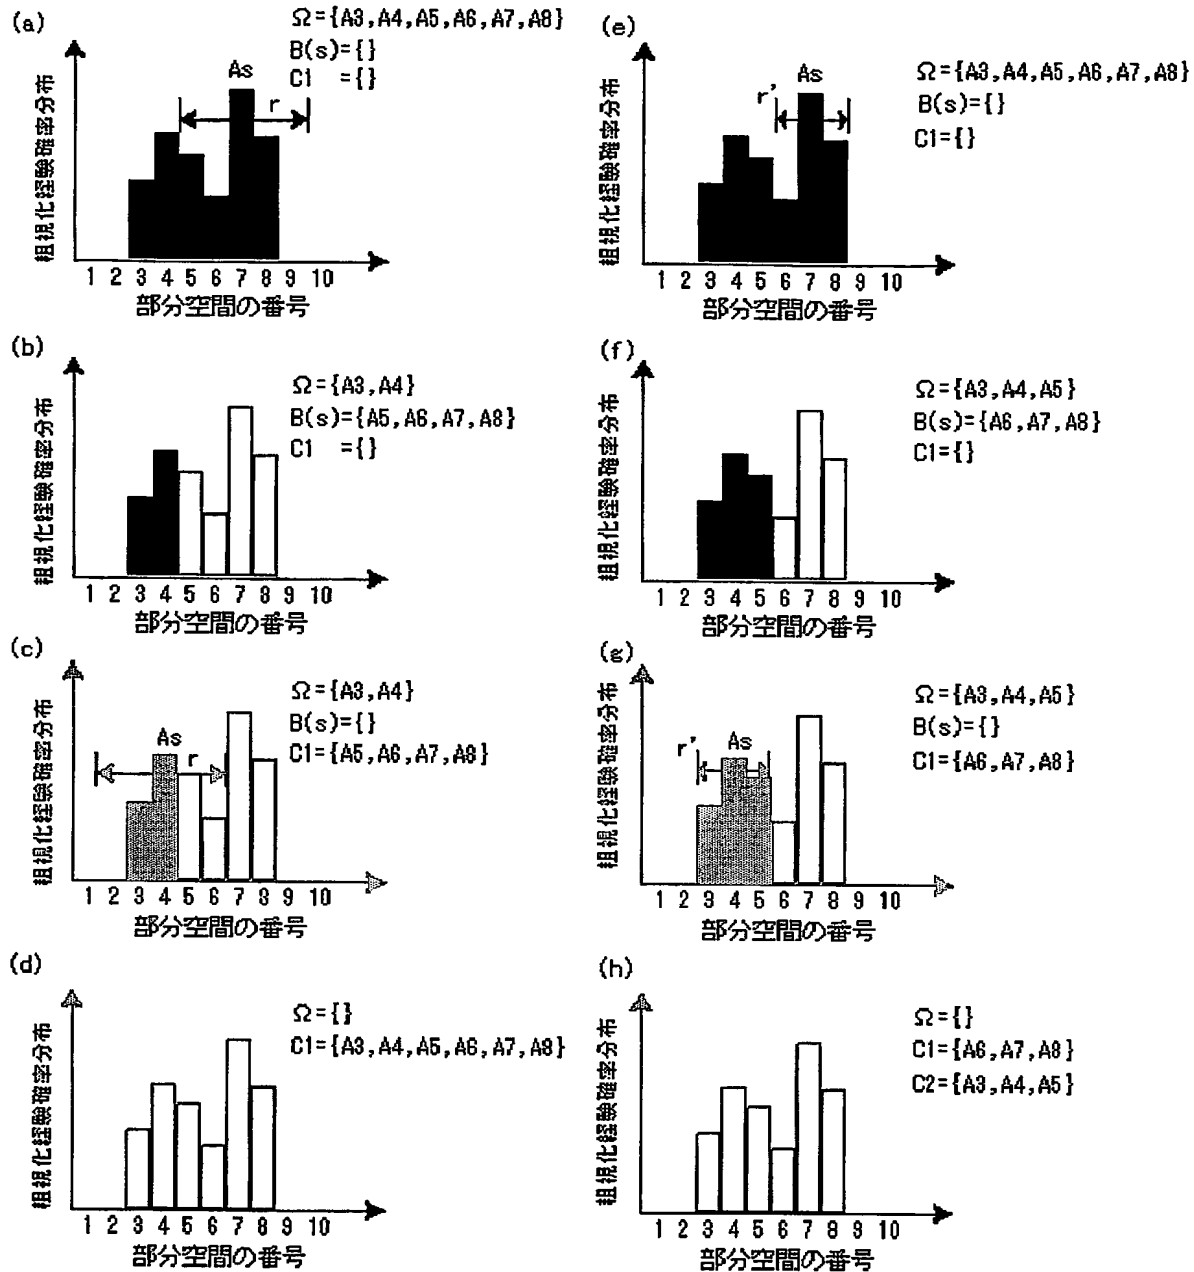 (a)
Ω={A3,A4,A5,A6,A7,A8}
B(s)={}
C1 ={}
As
r
粗視化経験確率分布
1 2 3 4 5 6 7 8 9 10
部分空間の番号
(b)
Ω={A3,A4}
B(s)={A5,A6,A7,A8}
C1 ={}
粗視化経験確率分布
1 2 3 4 5 6 7 8 9 10
部分空間の番号
(c)
Ω={A3,A4}
B(s)={}
C1={A5,A6,A7,A8}
As
r
粗視化経験確率分布
1 2 3 4 5 6 7 8 9 10
部分空間の番号
(d)
Ω={}
C1={A3,A4,A5,A6,A7,A8}
粗視化経験確率分布
1 2 3 4 5 6 7 8 9 10
部分空間の番号
(e)
Ω={A3,A4,A5,A6,A7,A8}
B(s)={}
C1={}
As
r'
粗視化経験確率分布
1 2 3 4 5 6 7 8 9 10
部分空間の番号
(f)
Ω={A3,A4,A5}
B(s)={A6,A7,A8}
C1={}
粗視化経験確率分布
1 2 3 4 5 6 7 8 9 10
部分空間の番号
(g)
Ω={A3,A4,A5}
B(s)={}
C1={A6,A7,A8}
As
r'
粗視化経験確率分布
1 2 3 4 5 6 7 8 9 10
部分空間の番号
(h)
Ω={}
C1={A6,A7,A8}
C2={A3,A4,A5}
粗視化経験確率分布
1 2 3 4 5 6 7 8 9 10
部分空間の番号